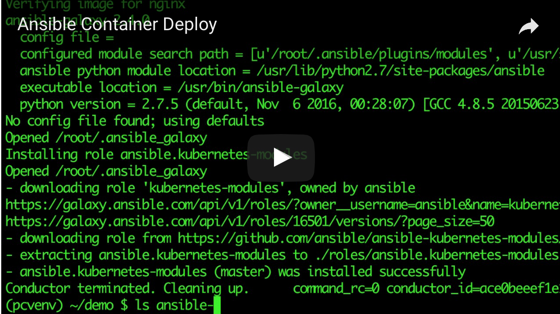 Verifying image for nginx
Ansible Container Deploy
config file =
configured module search path = [u'/root/.ansible/plugins/modules', u'/usr/
ansible python module location = /usr/lib/python2.7/site-packages/ansible
executable location = /usr/bin/ansible-galaxy
python version = 2.7.5 (default, Nov  6 2016, 00:28:07) [GCC 4.8.5 20150623
No config file found; using defaults
Opened /root/.ansible_galaxy
Installing role ansible.kubernetes-modules
Opened /root/.ansible_galaxy
- downloading role 'kubernetes-modules', owned by ansible
https://galaxy.ansible.com/api/v1/roles/?owner__username=ansible&name=kuberne
https://galaxy.ansible.com/api/v1/roles/16501/versions/?page_size=50
- downloading role from https://github.com/ansible/ansible-kubernetes-modules
- extracting ansible.kubernetes-modules to ./roles/ansible.kubernetes-modules
- ansible.kubernetes-modules (master) was installed successfully
Conductor terminated. Cleaning up.      command_rc=0 conductor_id=ace0beeef1e
(pcvenv) ~/demo $ ls ansible-